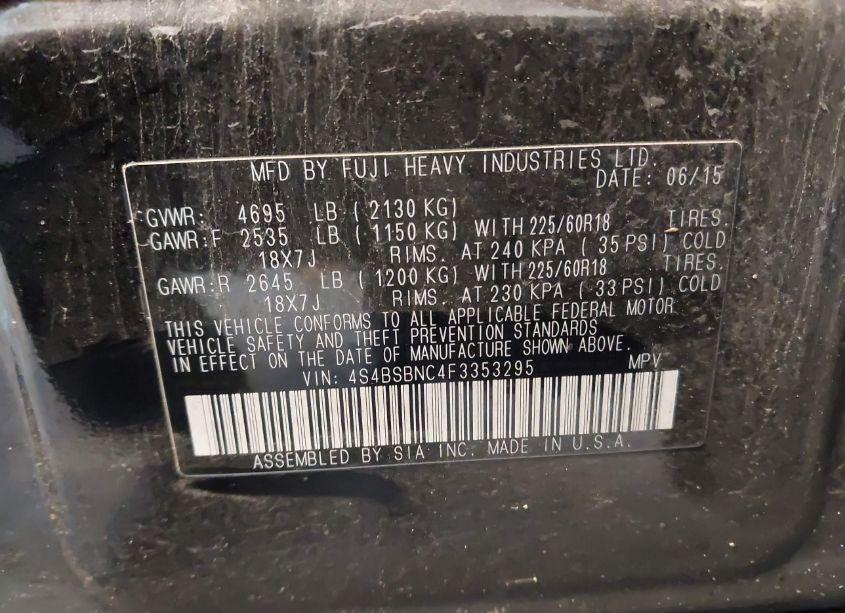 MFD BY FUJI HEAVY INDUSTRIES LTD.
DATE: 06/15
GVWR: 4695 LB ( 2130 KG)
GAWR:F 2535 LB ( 1150 KG) WITH 225/60R18 TIRES.
18X7J RIMS. AT 240 KPA ( 35 PSI) COLD
GAWR:R 2645 LB ( 1200 KG) WITH 225/60R18 TIRES.
18X7J RIMS. AT 230 KPA ( 33 PSI) COLD
THIS VEHICLE CONFORMS TO ALL APPLICABLE FEDERAL MOTOR
VEHICLE SAFETY AND THEFT PREVENTION STANDARDS
IN EFFECT ON THE DATE OF MANUFACTURE SHOWN ABOVE.
VIN: 4S4BSBNC4F3353295 MPV
ASSEMBLED BY SIA INC. MADE IN U.S.A.